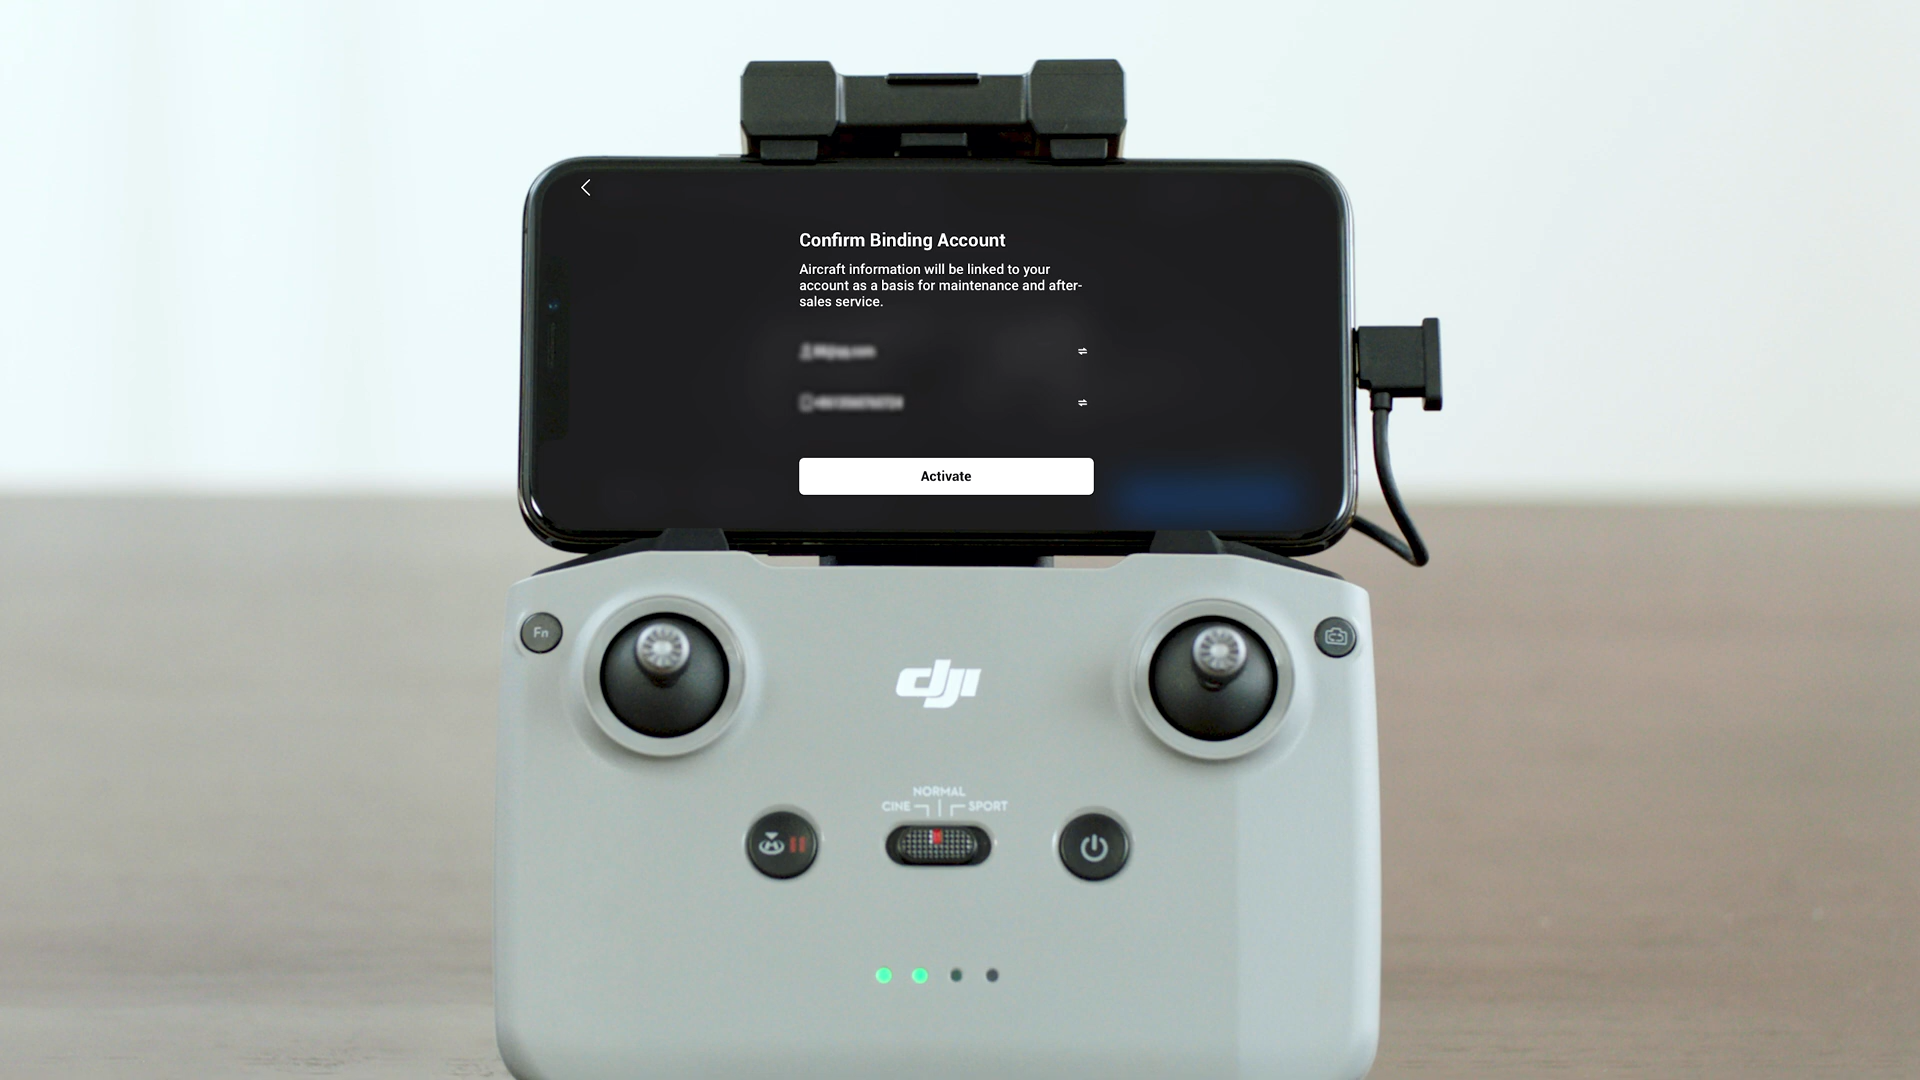 Confirm Binding Account
Aircraft information will be linked to your
account as a basis for maintenance and after-
sales service.
Activate
Fn
dji
NORMAL
CINE
SPORT